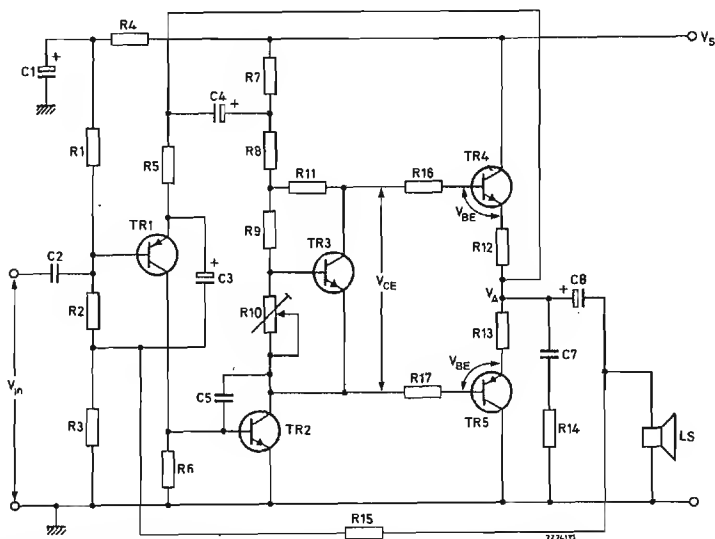 R4
V_S
C1
C4
R7
R1
R5
R8
TR4
R11
R16
V_BE
TR1
R9
TR3
R12
C2
C3
V_CE
R2
R10
V_A
C8
R13
V_BE
C7
V_in
C5
R17
R3
TR2
TR5
R14
LS
R6
R15